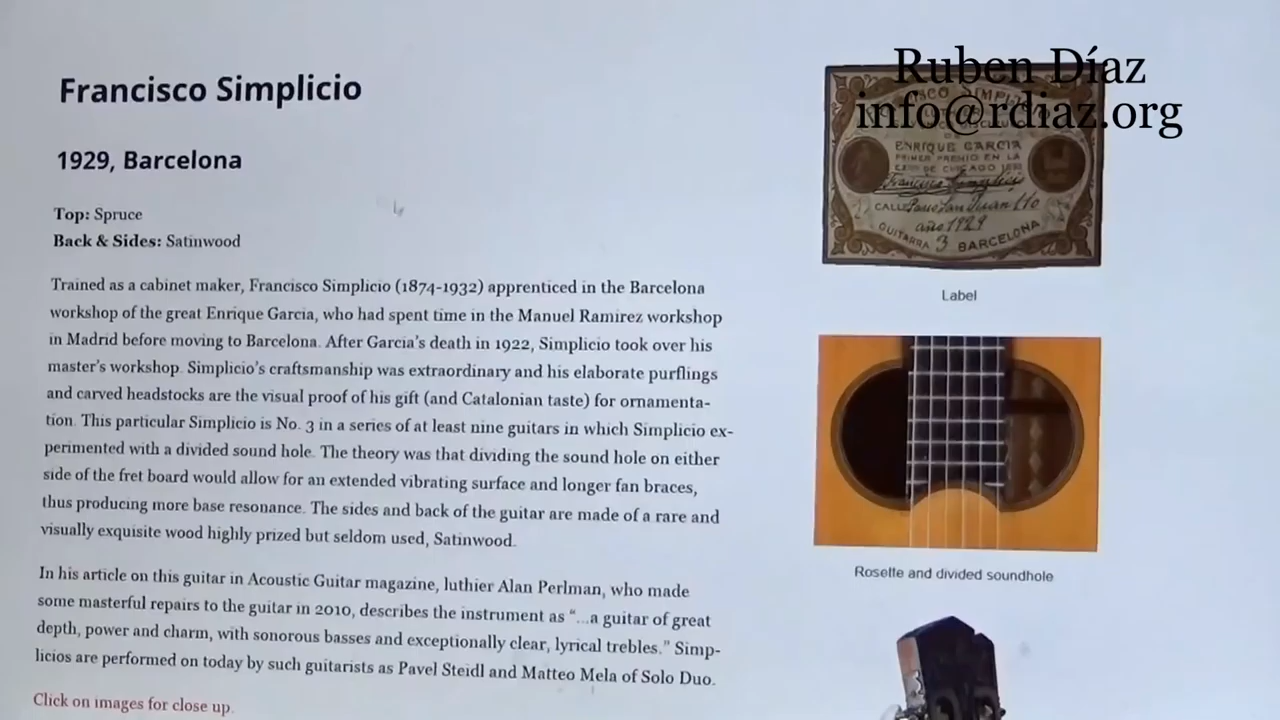 Francisco Simplicio
1929, Barcelona
Top: Spruce
Back & Sides: Satinwood
Trained as a cabinet maker, Francisco Simplicio (1874-1932) apprenticed in the Barcelona
workshop of the great Enrique Garcia, who had spent time in the Manuel Ramirez workshop
in Madrid before moving to Barcelona. After Garcia's death in 1922, Simplicio took over his
master's workshop. Simplicio's craftsmanship was extraordinary and his elaborate purflings
and carved headstocks are the visual proof of his gift (and Catalonian taste) for ornamenta-
tion. This particular Simplicio is No. 3 in a series of at least nine guitars in which Simplicio ex-
perimented with a divided sound hole. The theory was that dividing the sound hole on either
side of the fret board would allow for an extended vibrating surface and longer fan braces,
thus producing more base resonance. The sides and back of the guitar are made of a rare and
visually exquisite wood highly prized but seldom used, Satinwood.
In his article on this guitar in Acoustic Guitar magazine, luthier Alan Perlman, who made
some masterful repairs to the guitar in 2010, describes the instrument as “...a guitar of great
depth, power and charm, with sonorous basses and exceptionally clear, lyrical trebles.” Simp-
licios are performed on today by such guitarists as Pavel Steidl and Matteo Mela of Solo Duo.
Click on images for close up.
Ruben Díaz
info@rdiaz.org
ENRIQUE GARCIA
PRIMER PREMIO EN LA
DE CHICAGO
Francisco Simplicio
CALLE Paseo San Juan 110
año 1929
GUITARRA 3 BARCELONA
Label
Rosette and divided soundhole